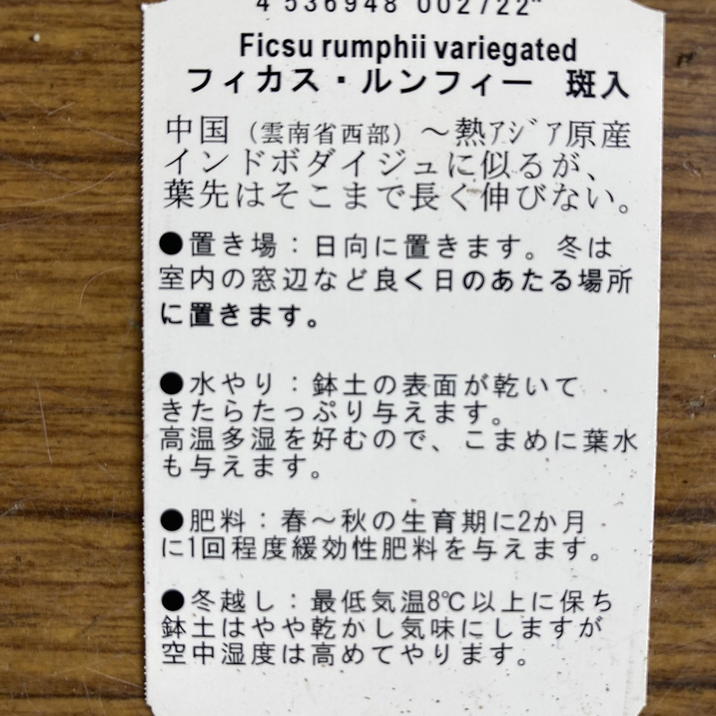 4 536948 002722"
Ficsu rumphii variegated
フィカス・ルンフィー 斑入
中国（雲南省西部）～熱アジア原産
インドボダイジュに似るが、
葉先はそこまで長く伸びない。
●置き場：日向に置きます。冬は
室内の窓辺など良く日のあたる場所
に置きます。
●水やり：鉢土の表面が乾いて
きたらたっぷり与えます。
高温多湿を好むので、こまめに葉水
も与えます。
●肥料：春～秋の生育期に2か月
に1回程度緩効性肥料を与えます。
●冬越し：最低気温8℃以上に保ち
鉢土はやや乾かし気味にしますが
空中湿度は高めてやります。